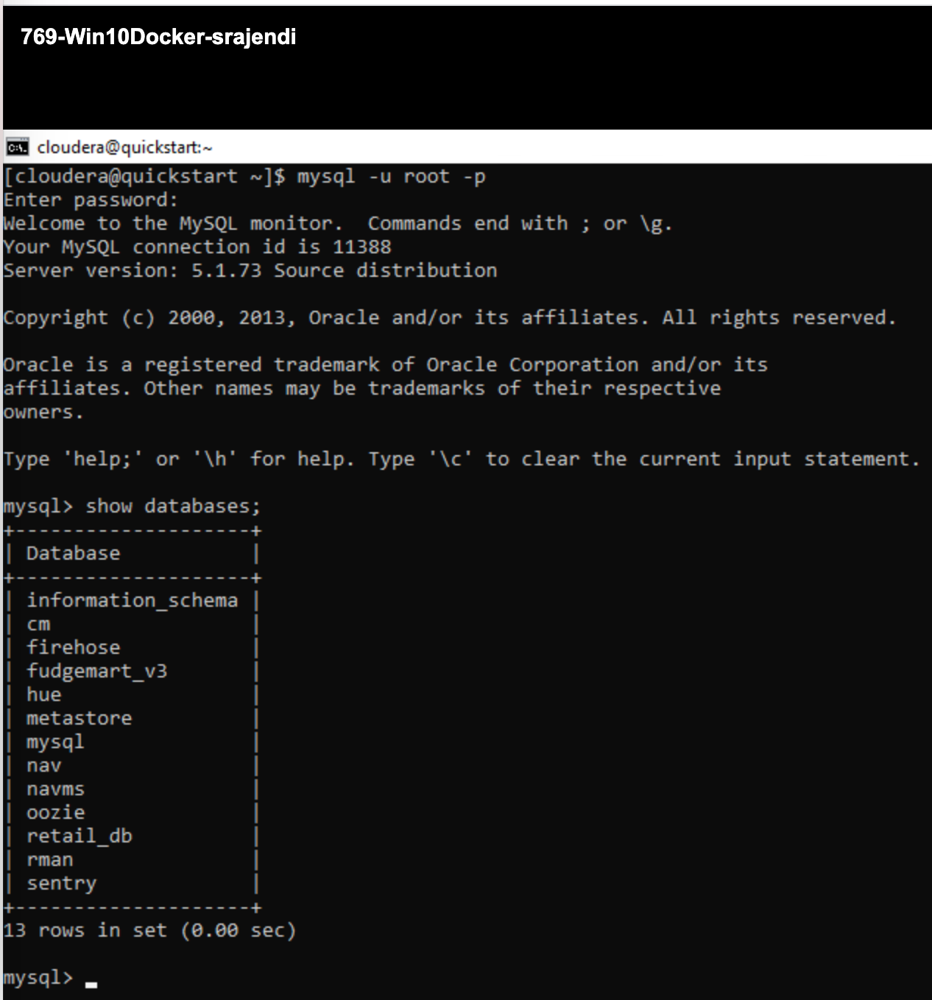 769-Win10Docker-srajendi
cloudera@quickstart:~
[cloudera@quickstart ~]$ mysql -u root -p
Enter password:
Welcome to the MySQL monitor.  Commands end with ; or \g.
Your MySQL connection id is 11388
Server version: 5.1.73 Source distribution
Copyright (c) 2000, 2013, Oracle and/or its affiliates. All rights reserved.
Oracle is a registered trademark of Oracle Corporation and/or its
affiliates. Other names may be trademarks of their respective
owners.
Type 'help;' or '\h' for help. Type '\c' to clear the current input statement.
mysql> show databases;
+--------------------+
| Database           |
+--------------------+
| information_schema |
| cm                 |
| firehose           |
| fudgemart_v3       |
| hue                |
| metastore          |
| mysql              |
| nav                |
| navms              |
| oozie              |
| retail_db          |
| rman               |
| sentry             |
+--------------------+
13 rows in set (0.00 sec)
mysql>